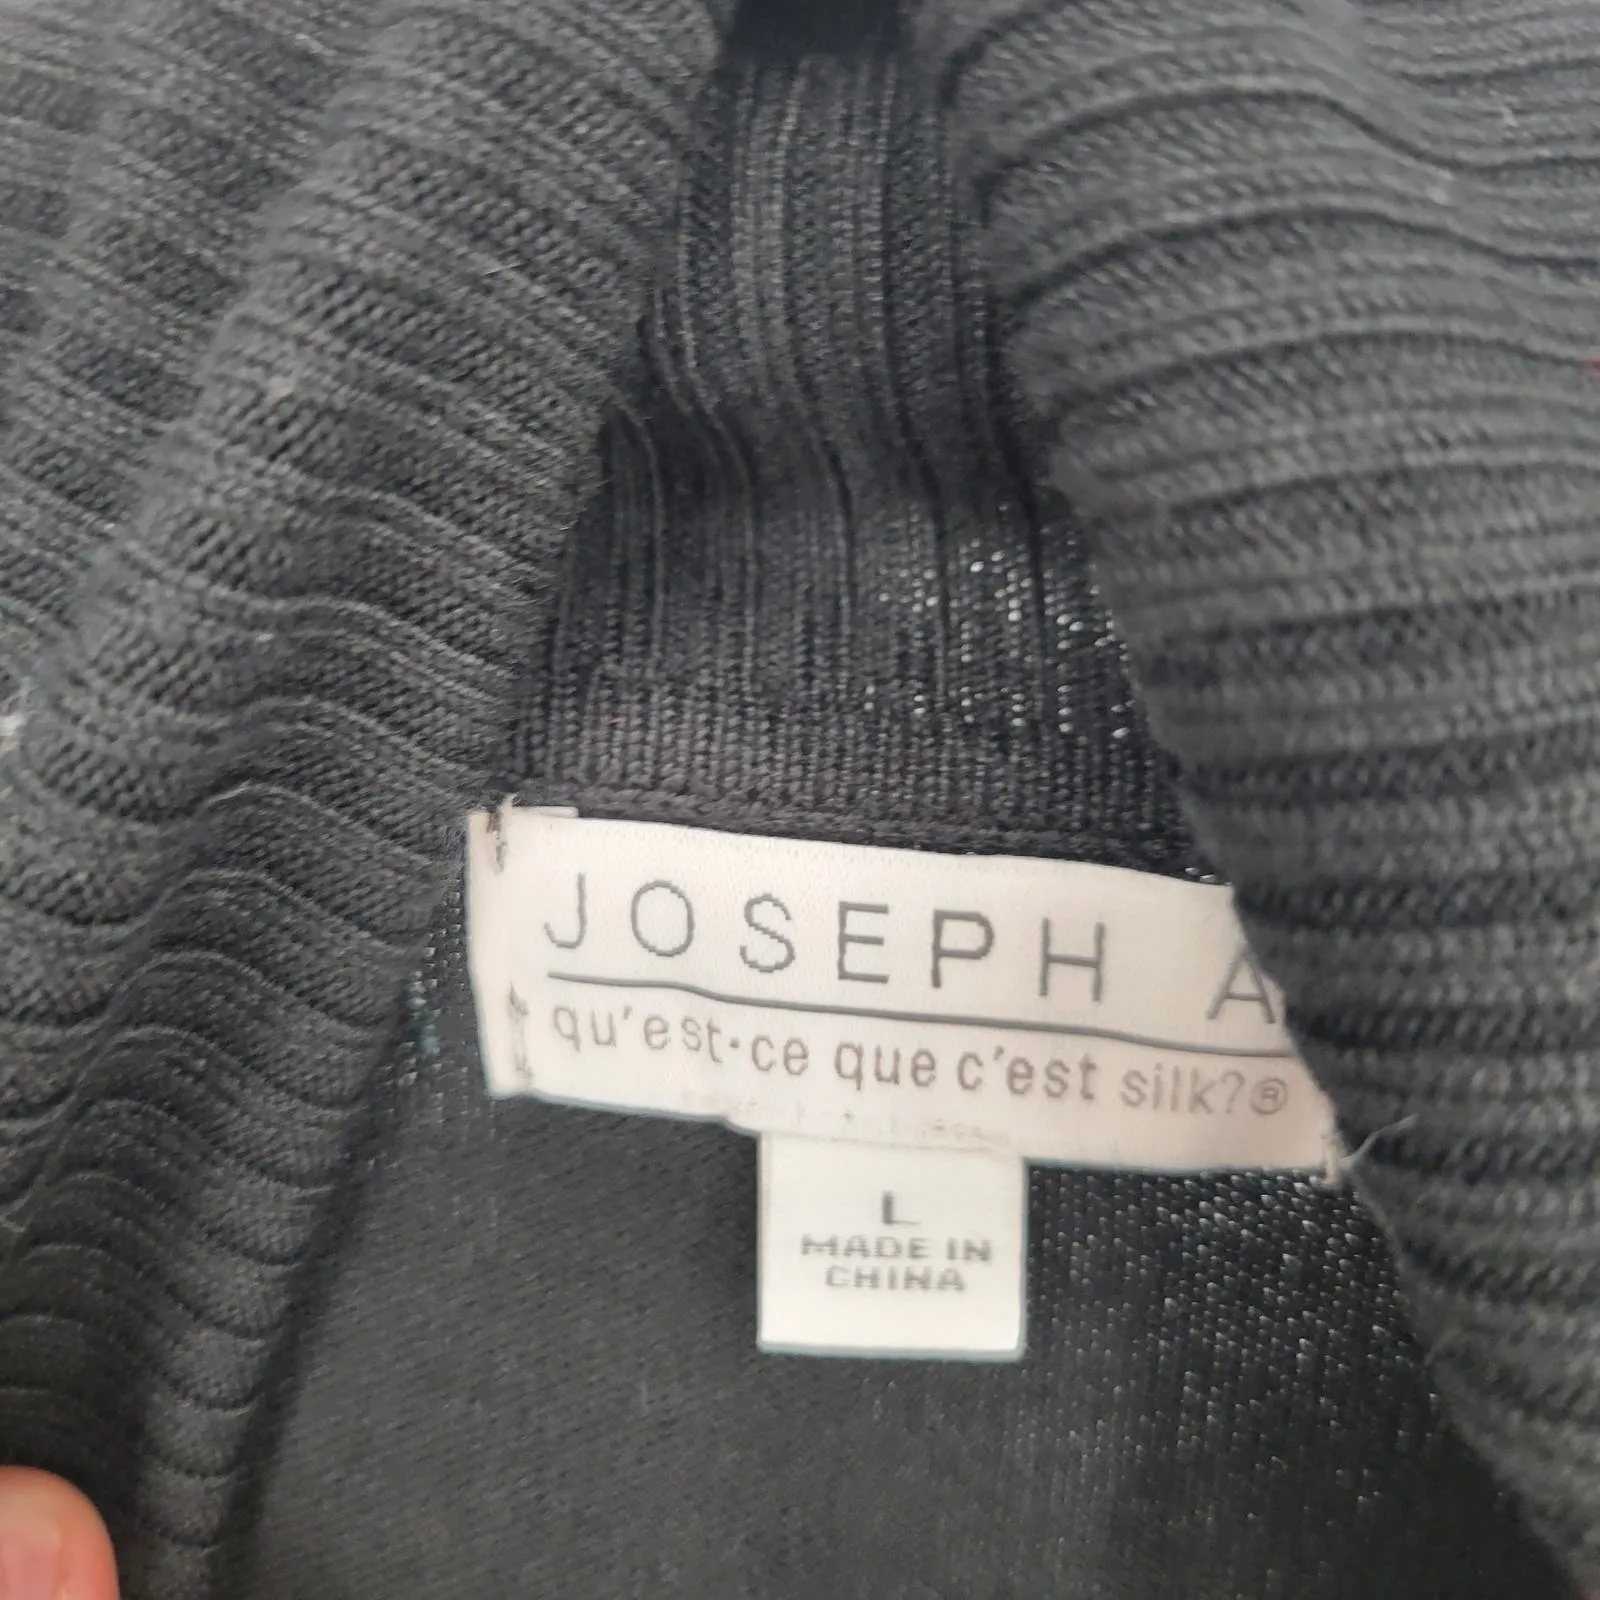 JOSEPH A
qu'est-ce que c'est silk?®
L
MADE IN
CHINA